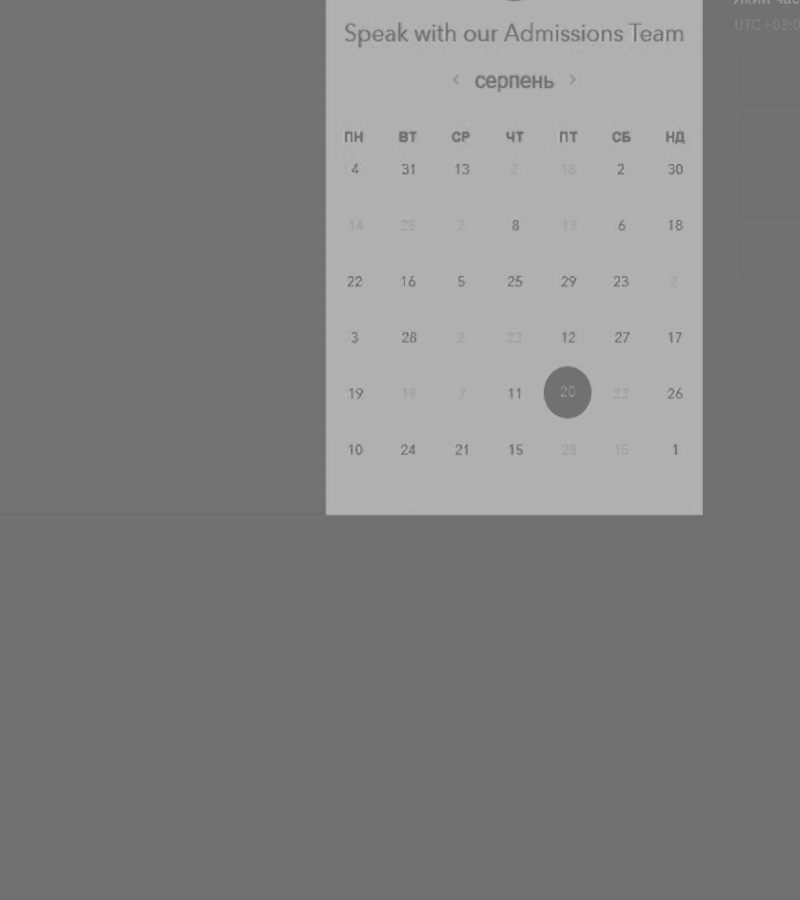 Який час
UTC +03:0
Speak with our Admissions Team
‹ серпень ›
ПН ВТ СР ЧТ ПТ СБ НД
4 31 13 2 18 2 30
14 25 2 8 13 6 18
22 16 5 25 29 23 2
3 28 2 23 12 27 17
19 19 7 11 20 23 26
10 24 21 15 28 15 1